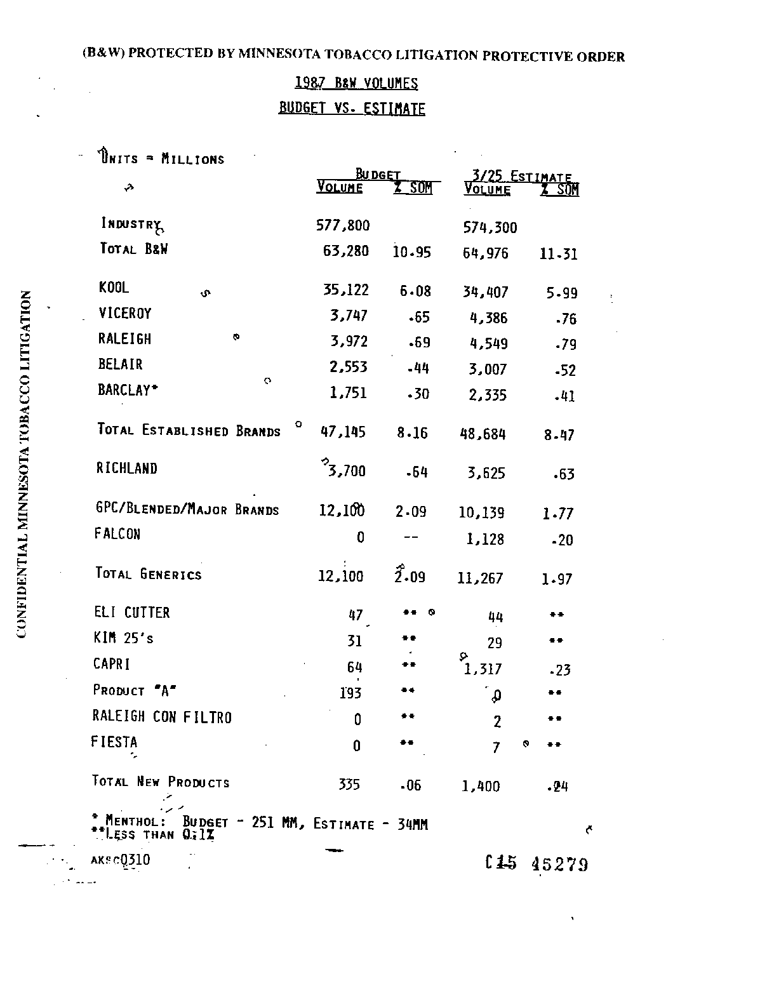 (B&W) PROTECTED BY MINNESOTA TOBACCO LITIGATION PROTECTIVE ORDER
1987 B&W VOLUMES
BUDGET VS. ESTIMATE
UNITS = MILLIONS
BUDGET 3/25 ESTIMATE
VOLUME % SOM VOLUME % SOM
INDUSTRY 577,800 574,300
TOTAL B&W 63,280 10.95 64,976 11.31
KOOL 35,122 6.08 34,407 5.99
VICEROY 3,747 .65 4,386 .76
RALEIGH 3,972 .69 4,549 .79
BELAIR 2,553 .44 3,007 .52
BARCLAY* 1,751 .30 2,335 .41
TOTAL ESTABLISHED BRANDS 47,145 8.16 48,684 8.47
RICHLAND 3,700 .64 3,625 .63
GPC/BLENDED/MAJOR BRANDS 12,100 2.09 10,139 1.77
FALCON 0 -- 1,128 .20
TOTAL GENERICS 12,100 2.09 11,267 1.97
ELI CUTTER 47 ** 44 **
KIM 25's 31 ** 29 **
CAPRI 64 ** 1,317 .23
PRODUCT "A" 193 ** 0 **
RALEIGH CON FILTRO 0 ** 2 **
FIESTA 0 ** 7 **
TOTAL NEW PRODUCTS 335 .06 1,400 .24
* MENTHOL: BUDGET - 251 MM, ESTIMATE - 34MM
**LESS THAN 0.1%
AKSC0310
C15 45279
CONFIDENTIAL MINNESOTA TOBACCO LITIGATION